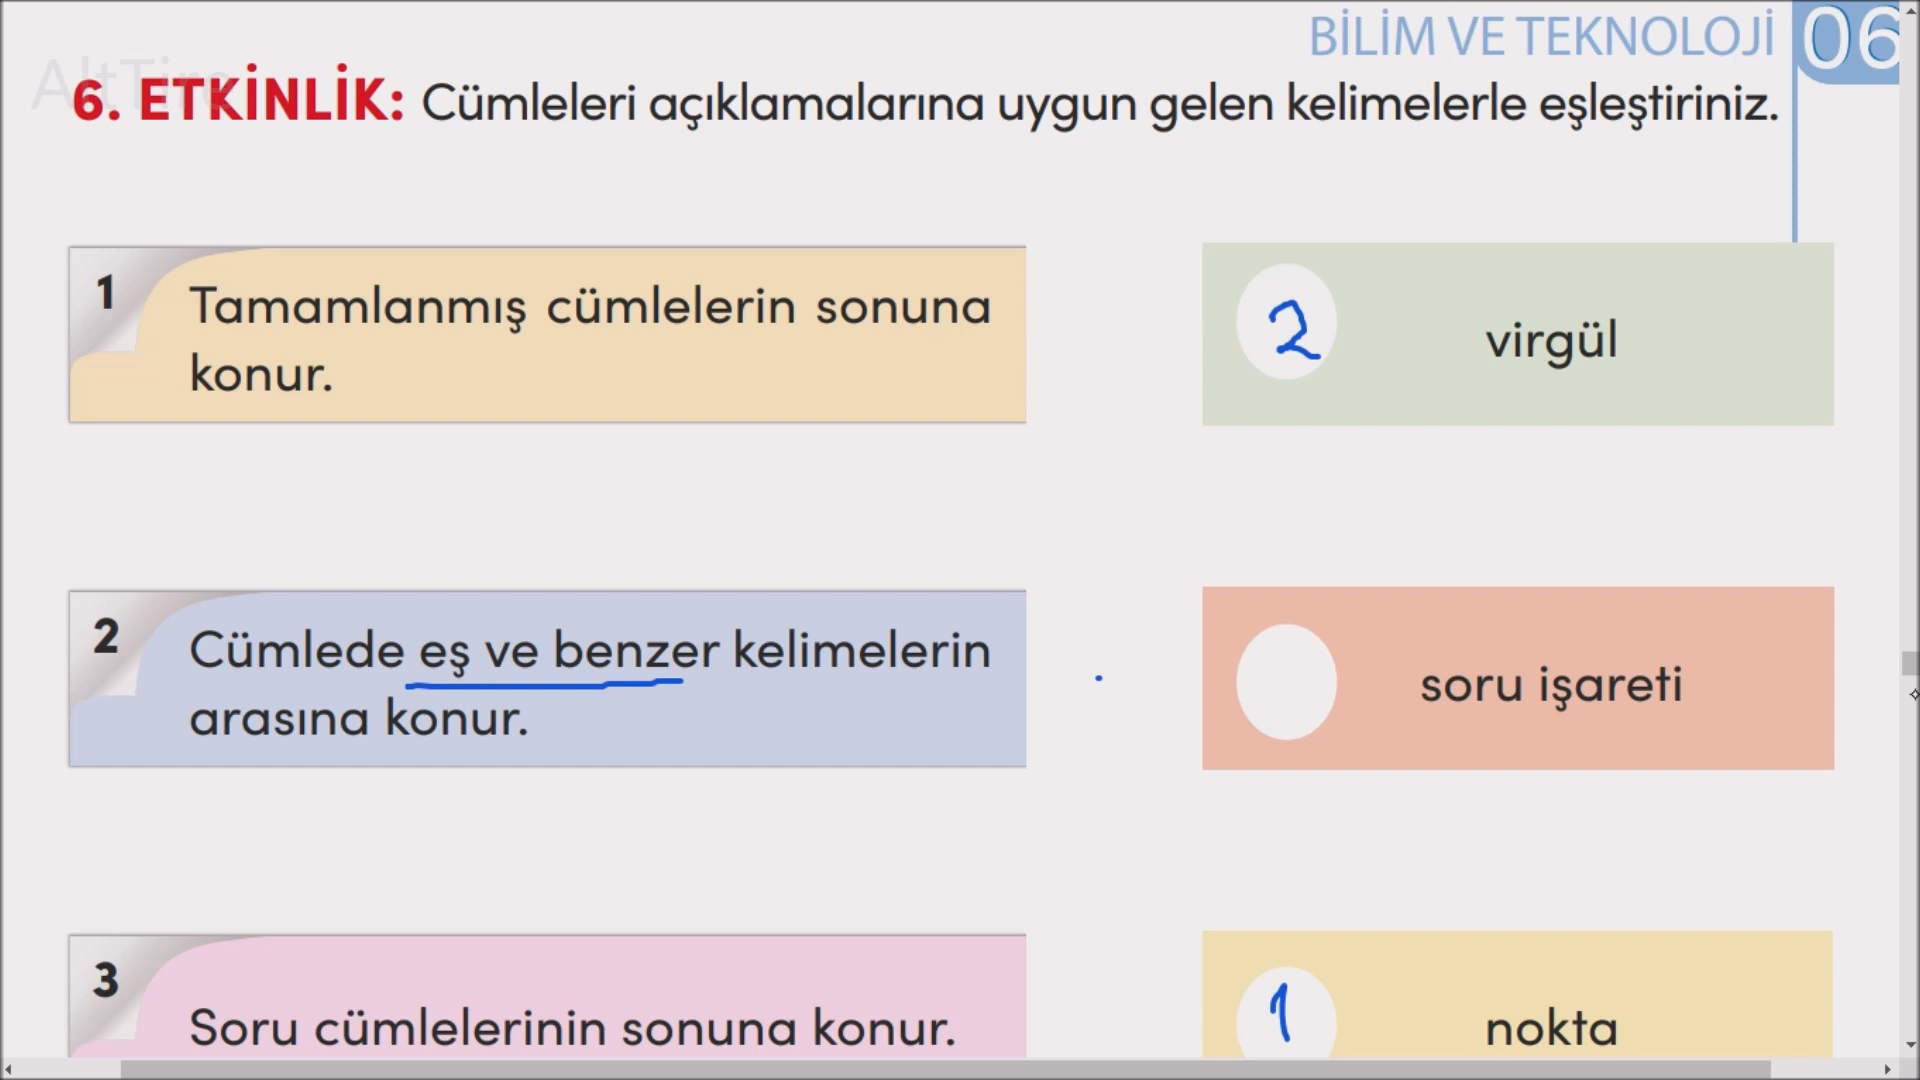 BİLİM VE TEKNOLOJİ 06
AltTire
6. ETKİNLİK: Cümleleri açıklamalarına uygun gelen kelimelerle eşleştiriniz.
1
Tamamlanmış cümlelerin sonuna
konur.
2 virgül
2
Cümlede eş ve benzer kelimelerin
arasına konur.
soru işareti
3
Soru cümlelerinin sonuna konur.
1 nokta